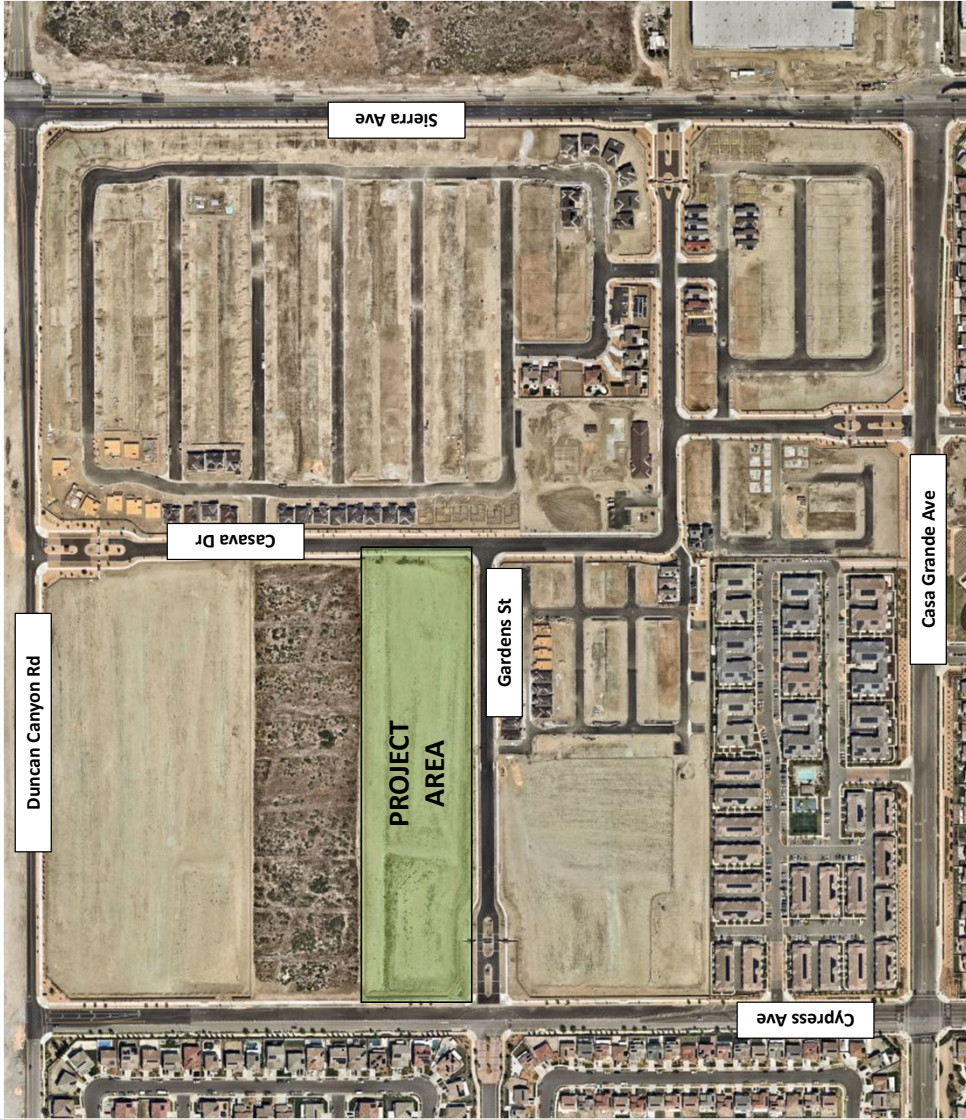 Sierra Ave
Casava Dr
Duncan Canyon Rd
Gardens St
Casa Grande Ave
PROJECT
AREA
Cypress Ave